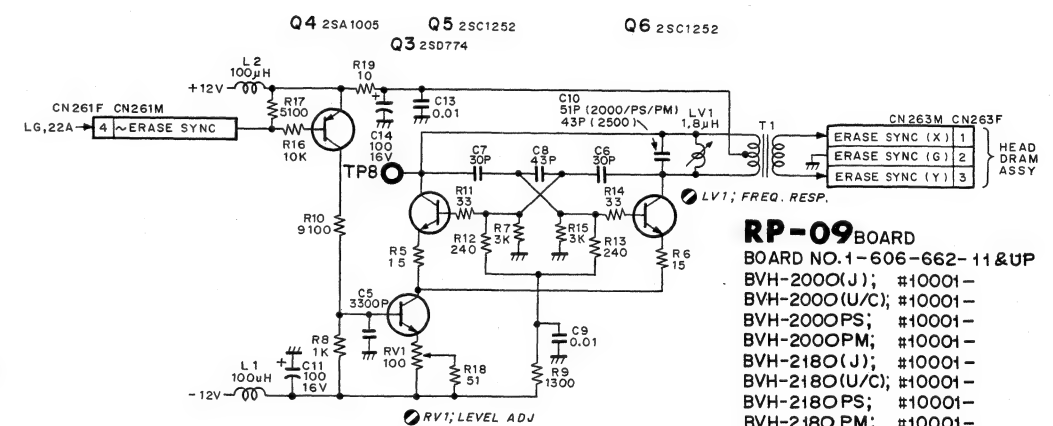 Q4 2SA1005 Q5 2SC1252 Q6 2SC1252
Q3 2SD774
L2
100μH
+12V
R19
10
CN261F CN261M
LG,22A 4 ~ERASE SYNC
R17
5100
R16
10K
C14
100
16V
C13
0.01
C10
51P (2000/PS/PM)
43P (2500)
LV1
1,8μH
T1
CN263M CN263F
ERASE SYNC (X) 1
ERASE SYNC (G) 2
ERASE SYNC (Y) 3
HEAD
DRAM
ASSY
TP8
C7
30P
C8
43P
C6
30P
LV1; FREQ. RESP.
R11
33
R14
33
R10
9100
R12
240
R7
3K
R15
3K
R13
240
R5
15
R6
15
C5
3300P
R8
1K
RV1
100
R18
51
C9
0.01
R9
1300
L1
100uH
C11
100
16V
-12V
RV1; LEVEL ADJ
RP-09 BOARD
BOARD NO.1-606-662-11 &UP
BVH-2000(J); #10001-
BVH-2000(U/C); #10001-
BVH-2000PS; #10001-
BVH-2000PM; #10001-
BVH-2180(J); #10001-
BVH-2180(U/C); #10001-
BVH-2180PS; #10001-
BVH-2180PM; #10001-